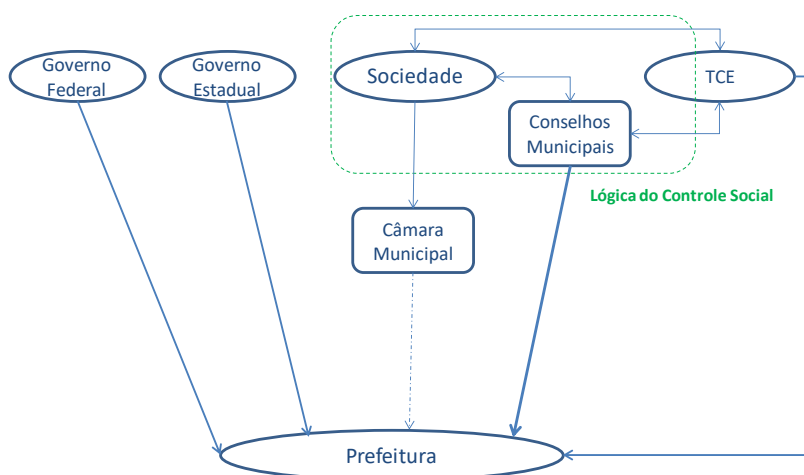 Governo
Federal
Governo
Estadual
Sociedade
TCE
Conselhos
Municipais
Lógica do Controle Social
Câmara
Municipal
Prefeitura